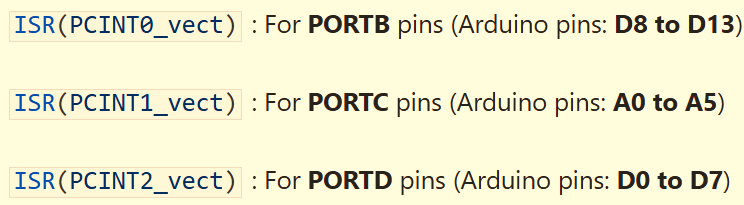 ISR(PCINT0_vect) : For PORTB pins (Arduino pins: D8 to D13)
ISR(PCINT1_vect) : For PORTC pins (Arduino pins: A0 to A5)
ISR(PCINT2_vect) : For PORTD pins (Arduino pins: D0 to D7)